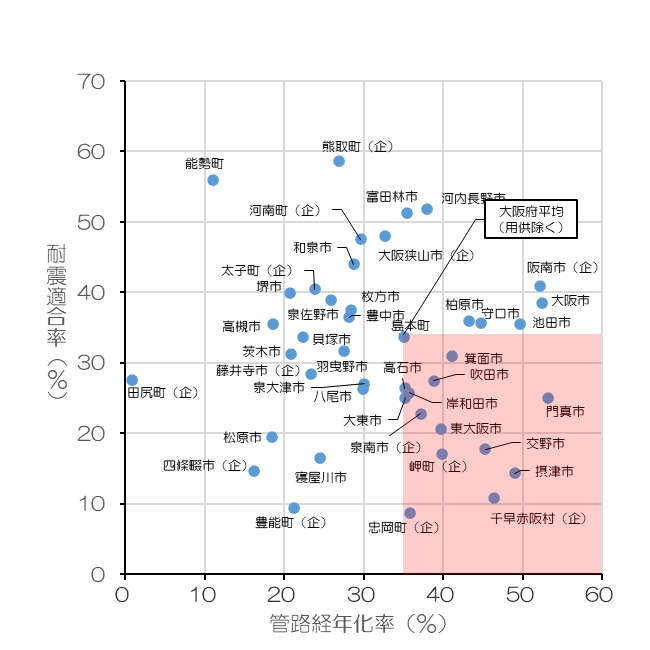 70
60
50
40
30
20
10
0
0
10
20
30
40
50
60
耐震適合率（％）
管路経年化率（％）
熊取町（企）
能勢町
富田林市
河内長野市
河南町（企）
大阪府平均
（用供除く）
和泉市
大阪狭山市（企）
太子町（企）
阪南市（企）
堺市
枚方市
柏原市
大阪市
泉佐野市
豊中市
守口市
高槻市
島本町
池田市
貝塚市
茨木市
箕面市
藤井寺市（企）
羽曳野市
高石市
吹田市
泉大津市
田尻町（企）
八尾市
岸和田市
門真市
大東市
東大阪市
松原市
泉南市（企）
交野市
四條畷市（企）
岬町（企）
摂津市
寝屋川市
豊能町（企）
忠岡町（企）
千早赤阪村（企）